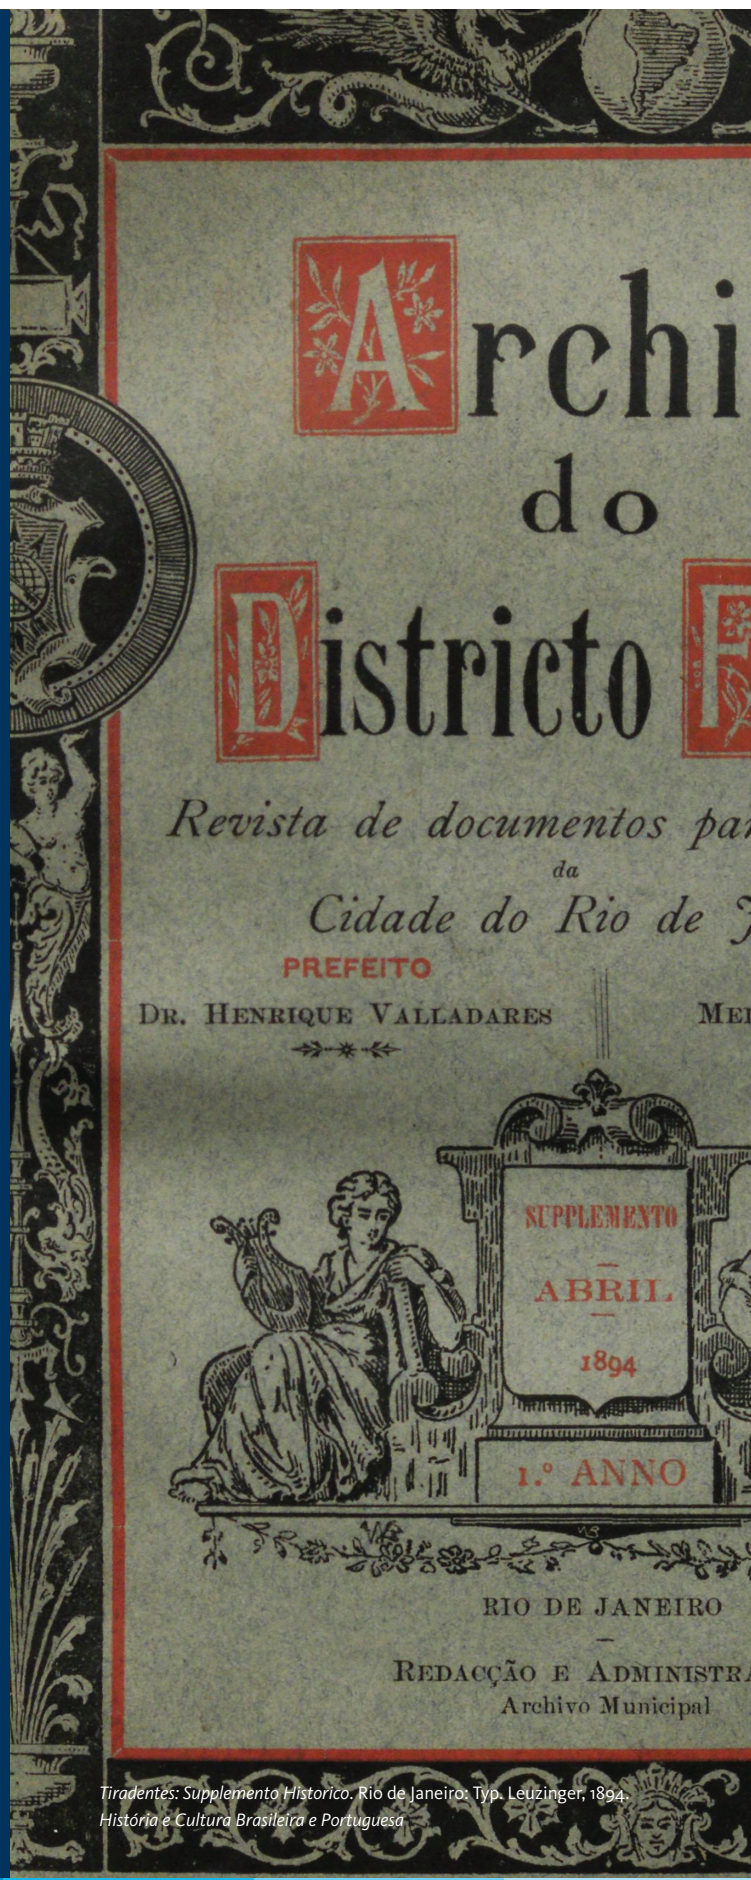 Archi
do
Districto F
Revista de documentos par
da
Cidade do Rio de J
PREFEITO
DR. HENRIQUE VALLADARES
MEL
SUPPLEMENTO
ABRIL
1894
1.º ANNO
RIO DE JANEIRO
REDACÇÃO E ADMINISTRA
Archivo Municipal
Tiradentes: Supplemento Historico. Rio de Janeiro: Typ. Leuzinger, 1894.
História e Cultura Brasileira e Portuguesa